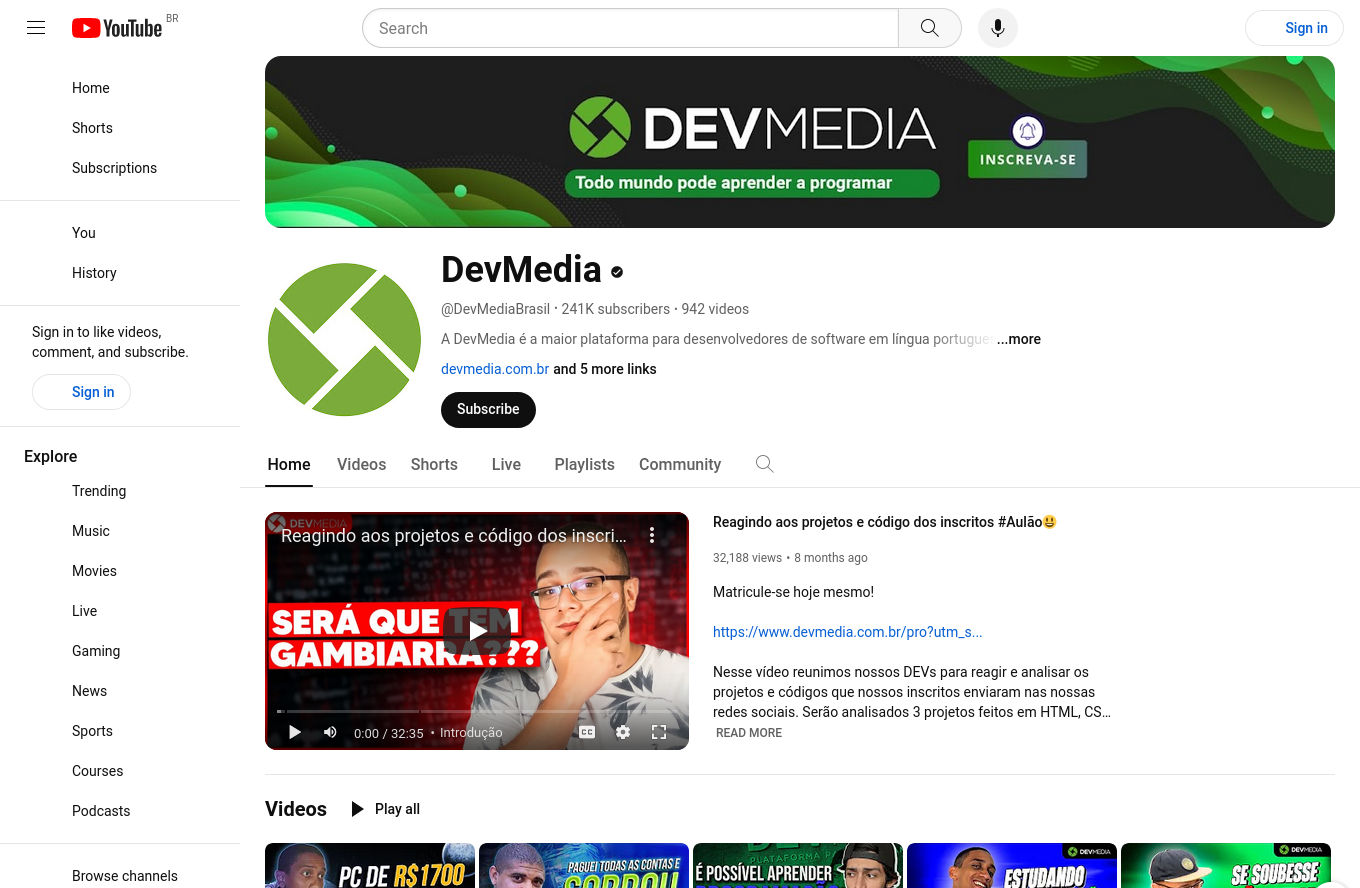 YouTube BR
Search
Sign in
Home
Shorts
Subscriptions
You
History
Sign in to like videos,
comment, and subscribe.
Sign in
Explore
Trending
Music
Movies
Live
Gaming
News
Sports
Courses
Podcasts
Browse channels
DEVMEDIA
Todo mundo pode aprender a programar
INSCREVA-SE
DevMedia
@DevMediaBrasil · 241K subscribers · 942 videos
A DevMedia é a maior plataforma para desenvolvedores de software em língua portugues ...more
devmedia.com.br and 5 more links
Subscribe
Home Videos Shorts Live Playlists Community
DEVMEDIA
Reagindo aos projetos e código dos inscri...
SERÁ QUE TEM
GAMBIARRA???
0:00 / 32:35 • Introdução
CC
Reagindo aos projetos e código dos inscritos #Aulão😃
32,188 views • 8 months ago
Matricule-se hoje mesmo!
https://www.devmedia.com.br/pro?utm_s...
Nesse vídeo reunimos nossos DEVs para reagir e analisar os
projetos e códigos que nossos inscritos enviaram nas nossas
redes sociais. Serão analisados 3 projetos feitos em HTML, CS...
READ MORE
Videos Play all
PC DE R$1700
PAGUEI TODAS AS CONTAS E
SOBROU
PLATAFORMA
É POSSÍVEL APRENDER
DEVMEDIA
ESTUDANDO
DEVMEDIA
SE SOUBESSE